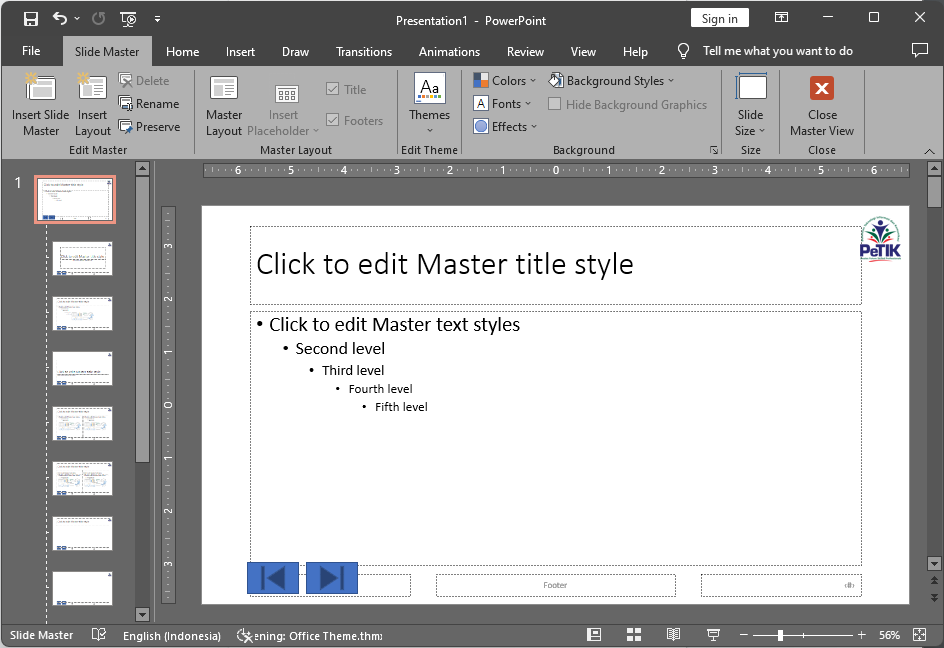 Presentation1 - PowerPoint
Sign in
File
Slide Master
Home
Insert
Draw
Transitions
Animations
Review
View
Help
Tell me what you want to do
Insert Slide Master
Insert Layout
Delete
Rename
Preserve
Edit Master
Master Layout
Insert Placeholder
Title
Footers
Master Layout
Aa
Themes
Edit Theme
Colors
A Fonts
Effects
Background Styles
Hide Background Graphics
Background
Slide Size
Size
Close Master View
Close
6 5 4 3 2 1 0 1 2 3 4 5 6
1
3
2
1
0
1
2
3
PeTIK
Click to edit Master title style
• Click to edit Master text styles
• Second level
• Third level
• Fourth level
• Fifth level
Footer
‹#›
Slide Master
English (Indonesia)
ening: Office Theme.thm
56%